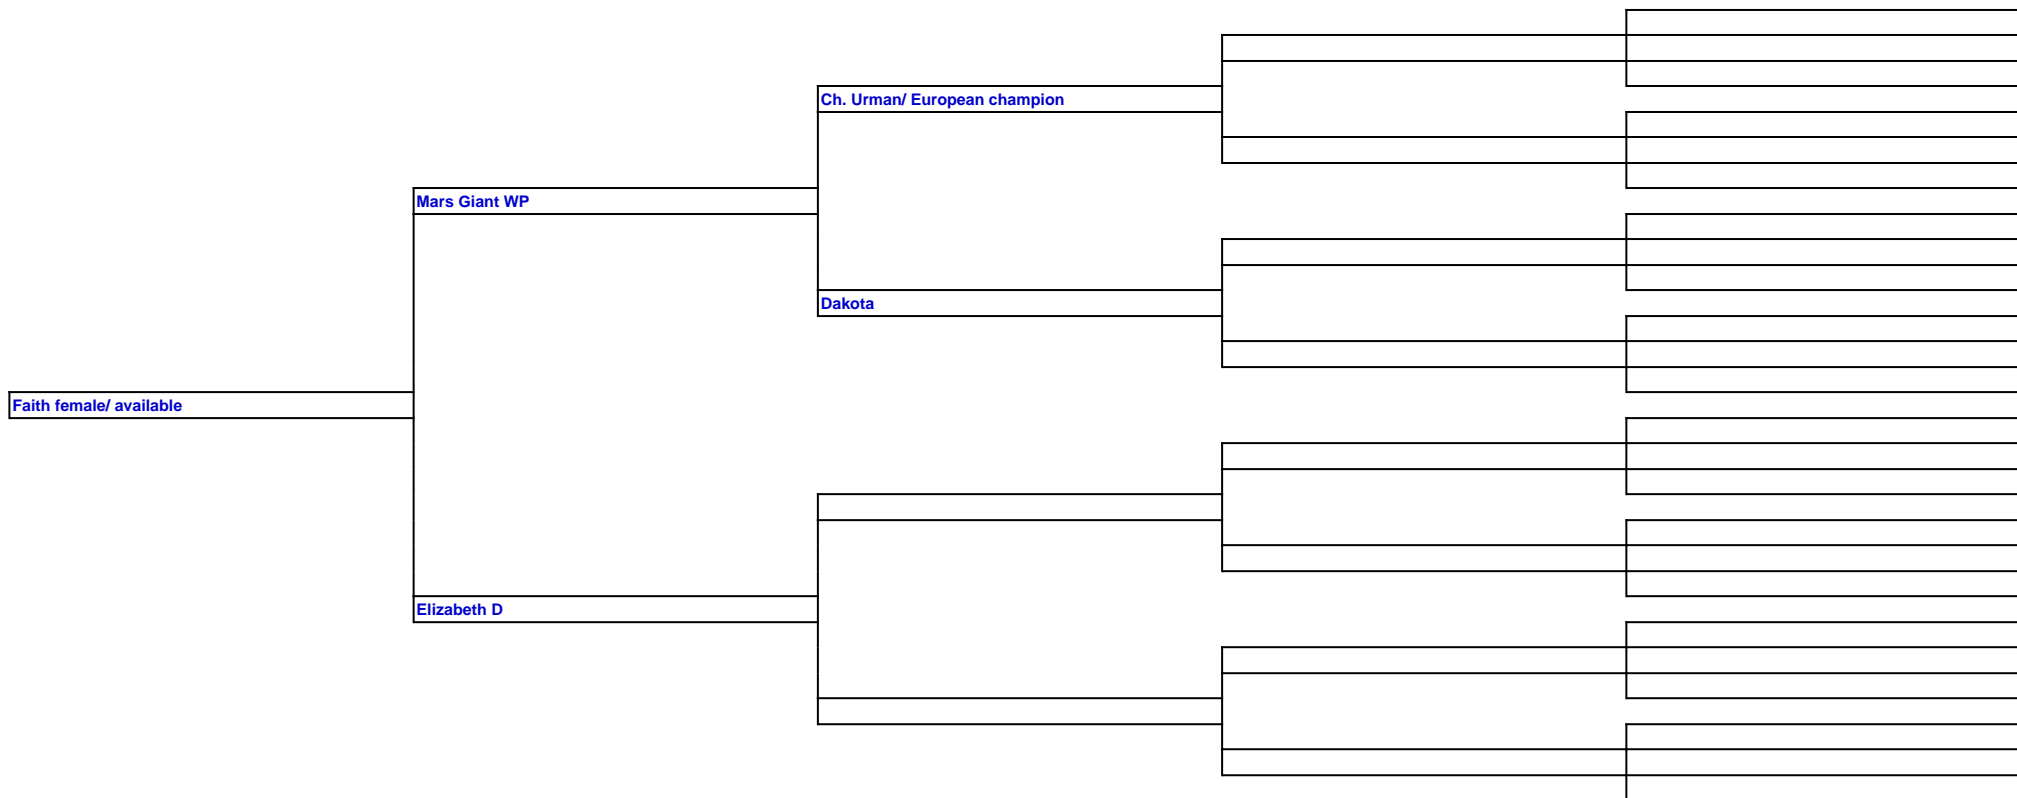 Ch. Urman/ European champion
Mars Giant WP
Dakota
Faith female/ available
Elizabeth D